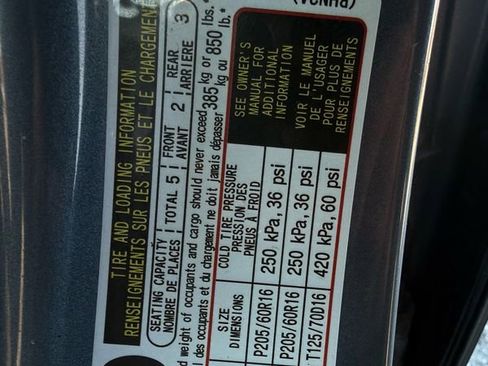 (VCNHB)
TIRE AND LOADING INFORMATION
RENSEIGNEMENTS SUR LES PNEUS ET LE CHARGEMENT
SEATING CAPACITY
NOMBRE DE PLACES
TOTAL 5
FRONT
AVANT
2
REAR
ARRIÈRE
3
d weight of occupants and cargo should never exceed
al des occupants et du chargement ne doit jamais dépasser
385 kg or 850 lbs.*
kg ou lb.*
SIZE
DIMENSIONS
COLD TIRE PRESSURE
PRESSION DES
PNEUS À FROID
P205/60R16
250 kPa, 36 psi
P205/60R16
250 kPa, 36 psi
T125/70D16
420 kPa, 60 psi
SEE OWNER'S
MANUAL FOR
ADDITIONAL
INFORMATION
VOIR LE MANUEL
DE L'USAGER
POUR PLUS DE
RENSEIGNEMENTS